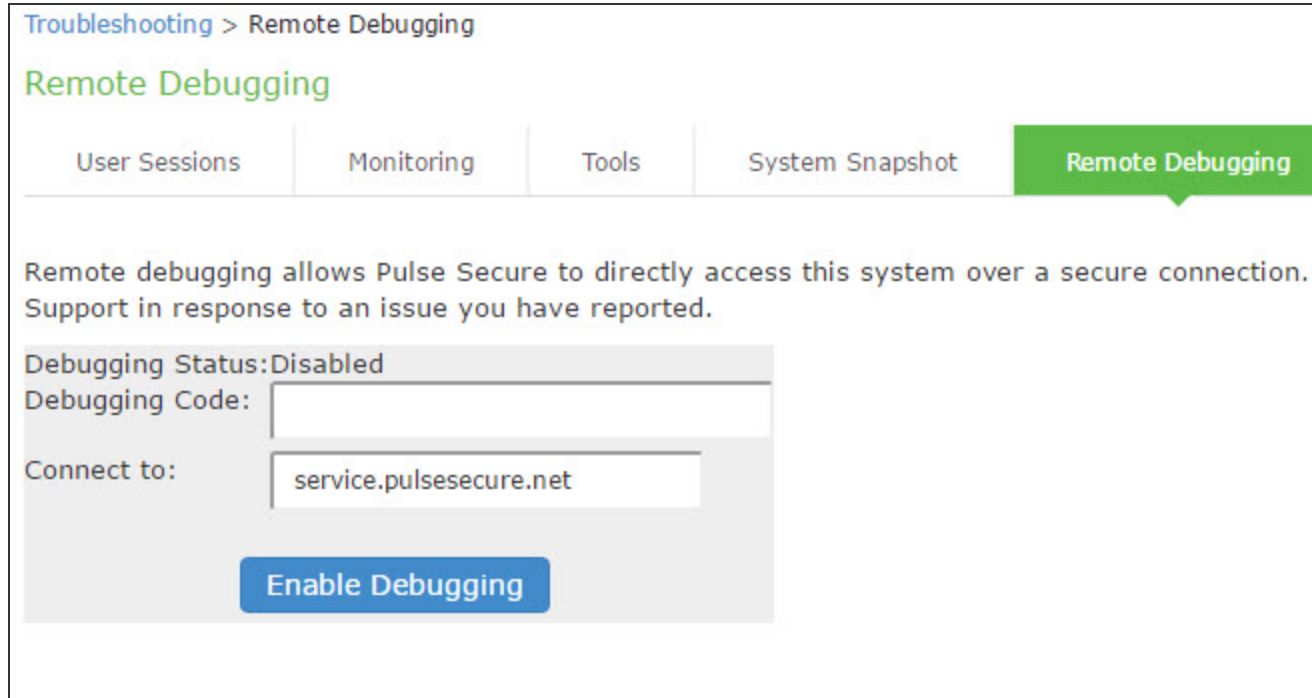 Troubleshooting > Remote Debugging
Remote Debugging
User Sessions Monitoring Tools System Snapshot Remote Debugging
Remote debugging allows Pulse Secure to directly access this system over a secure connection.
Support in response to an issue you have reported.
Debugging Status:Disabled
Debugging Code:
Connect to: service.pulsesecure.net
Enable Debugging